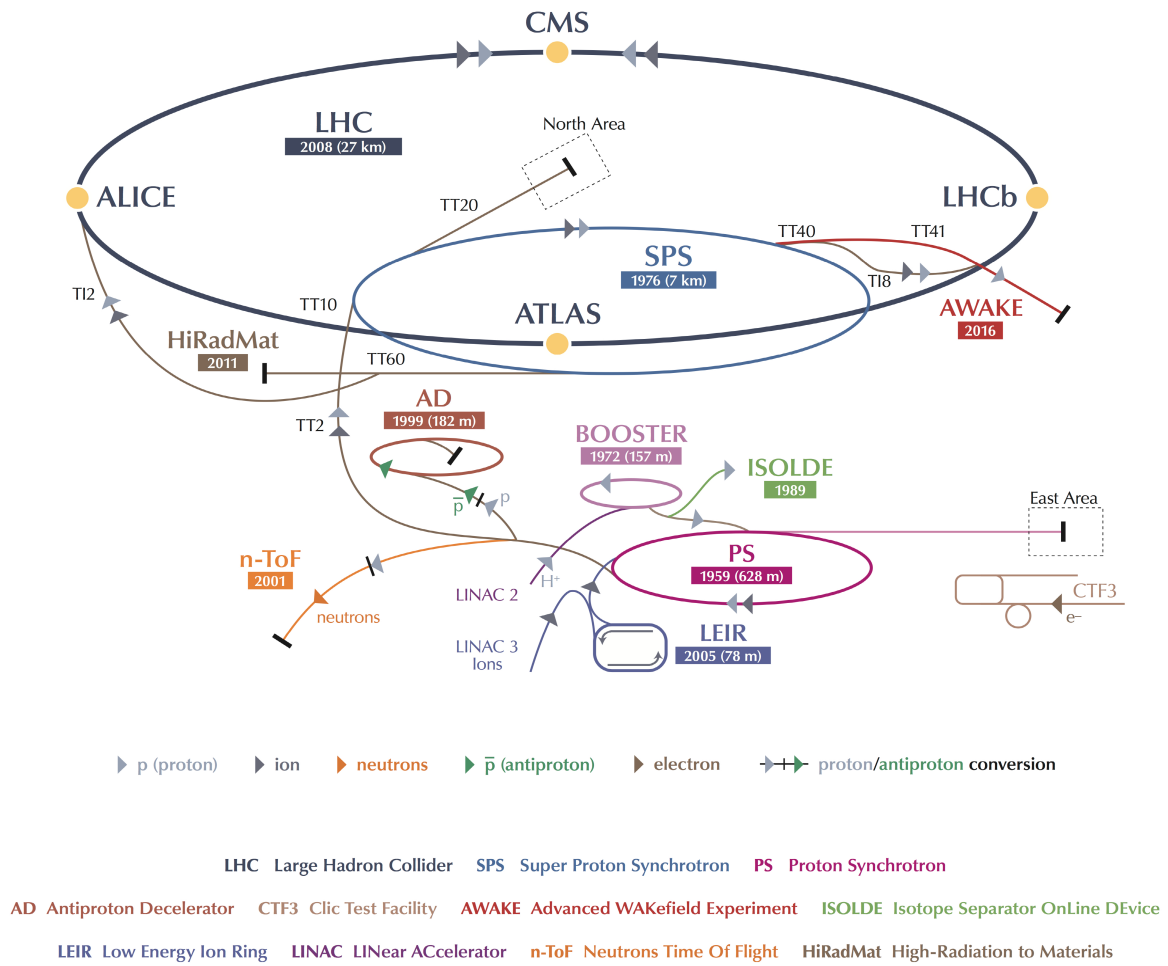 CMS
LHC
2008 (27 km)
North Area
ALICE
TT20
LHCb
TT40
TT41
SPS
1976 (7 km)
TI8
TI2
TT10
ATLAS
AWAKE
2016
HiRadMat
2011
TT60
AD
1999 (182 m)
TT2
BOOSTER
1972 (157 m)
ISOLDE
1989
p̅
p
East Area
n-ToF
2001
PS
1959 (628 m)
H⁺
LINAC 2
neutrons
CTF3
e–
LEIR
2005 (78 m)
LINAC 3
Ions
p (proton) ion neutrons p̅ (antiproton) electron proton/antiproton conversion
LHC Large Hadron Collider SPS Super Proton Synchrotron PS Proton Synchrotron
AD Antiproton Decelerator CTF3 Clic Test Facility AWAKE Advanced WAKefield Experiment ISOLDE Isotope Separator OnLine DEvice
LEIR Low Energy Ion Ring LINAC LINear ACcelerator n-ToF Neutrons Time Of Flight HiRadMat High-Radiation to Materials